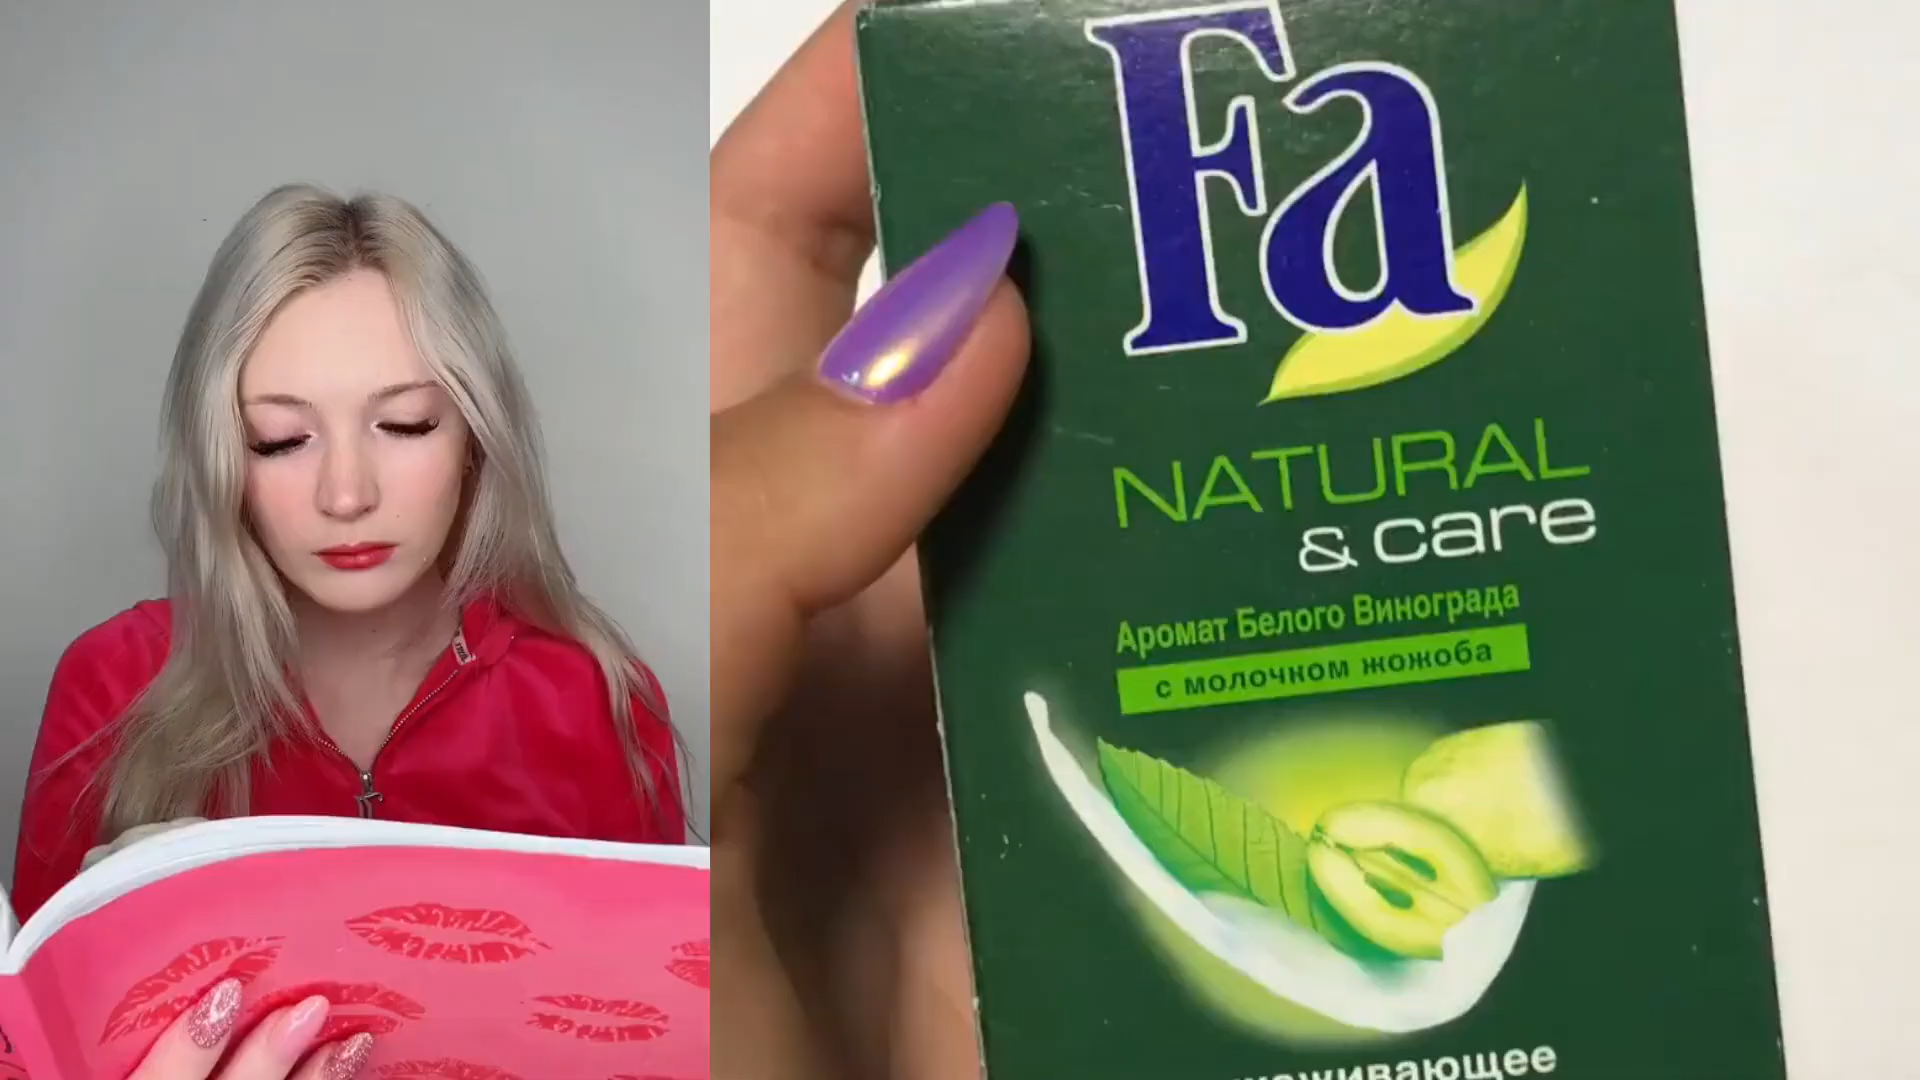 Fa
NATURAL
& care
Аромат Белого Винограда
с молочком жожоба